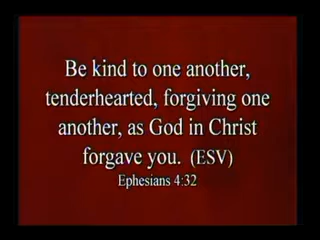 Be kind to one another,
tenderhearted, forgiving one
another, as God in Christ
forgave you. (ESV)
Ephesians 4:32